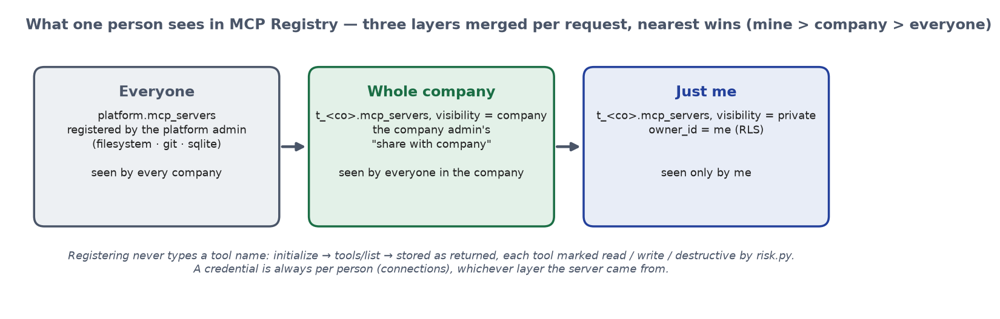 What one person sees in MCP Registry — three layers merged per request, nearest wins (mine > company > everyone)
Everyone
platform.mcp_servers
registered by the platform admin
(filesystem · git · sqlite)
seen by every company
Whole company
t_<co>.mcp_servers, visibility = company
the company admin's
"share with company"
seen by everyone in the company
Just me
t_<co>.mcp_servers, visibility = private
owner_id = me (RLS)
seen only by me
Registering never types a tool name: initialize → tools/list → stored as returned, each tool marked read / write / destructive by risk.py.
A credential is always per person (connections), whichever layer the server came from.